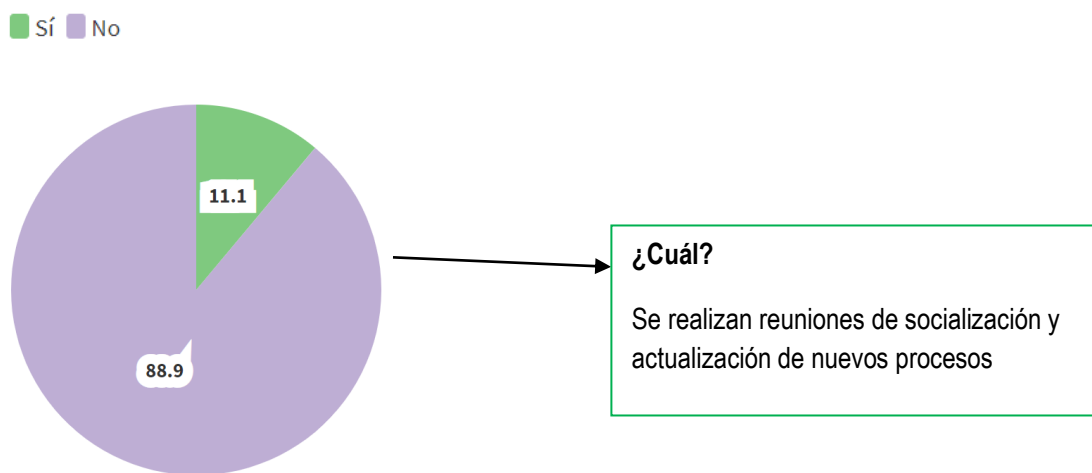 Sí No
11.1
88.9
¿Cuál?
Se realizan reuniones de socialización y
actualización de nuevos procesos